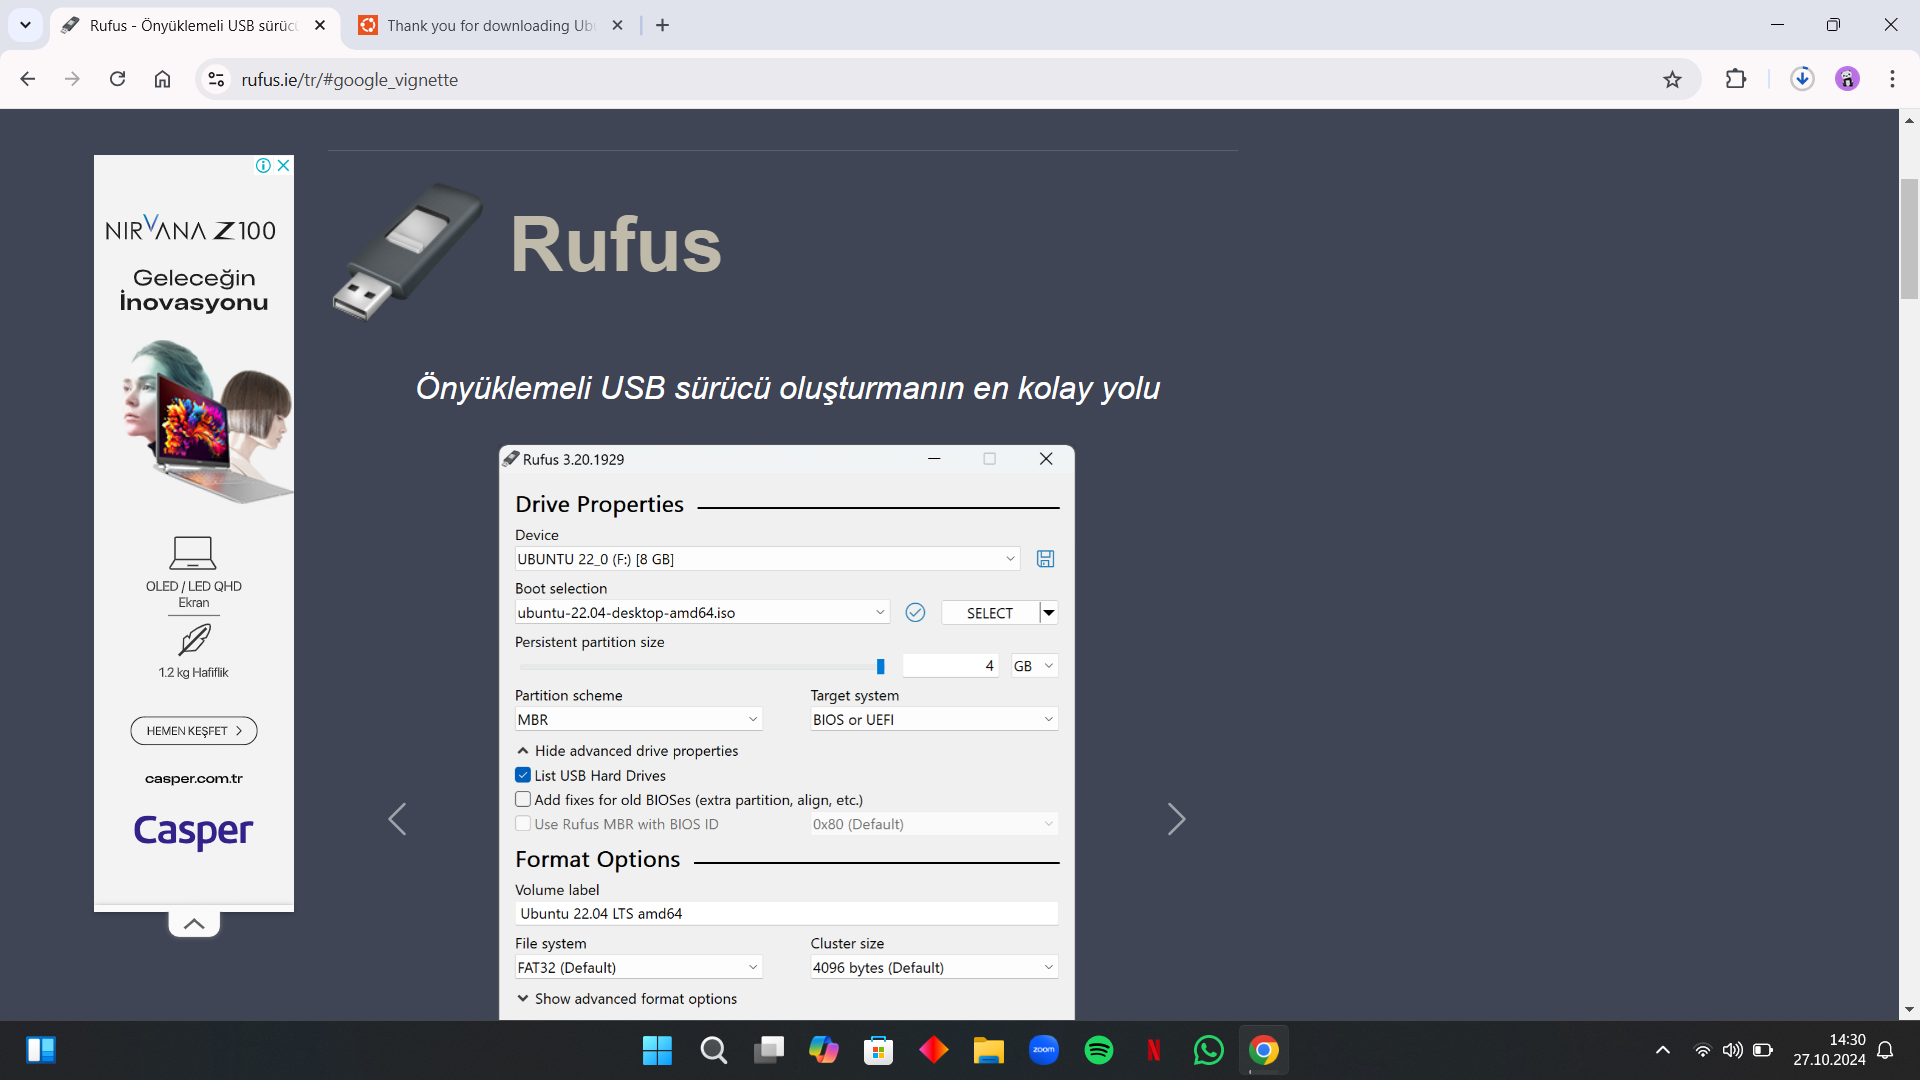 Rufus - Önyüklemeli USB sürüc
Thank you for downloading Ub
rufus.ie/tr/#google_vignette
NIRVANA Z100
Geleceğin
İnovasyonu
OLED / LED QHD
Ekran
1.2 kg Hafiflik
HEMEN KEŞFET
casper.com.tr
Casper
Rufus
Önyüklemeli USB sürücü oluşturmanın en kolay yolu
Rufus 3.20.1929
Drive Properties
Device
UBUNTU 22_0 (F:) [8 GB]
Boot selection
ubuntu-22.04-desktop-amd64.iso
SELECT
Persistent partition size
4 GB
Partition scheme
Target system
MBR
BIOS or UEFI
Hide advanced drive properties
List USB Hard Drives
Add fixes for old BIOSes (extra partition, align, etc.)
Use Rufus MBR with BIOS ID
0x80 (Default)
Format Options
Volume label
Ubuntu 22.04 LTS amd64
File system
Cluster size
FAT32 (Default)
4096 bytes (Default)
Show advanced format options
zoom
14:30
27.10.2024